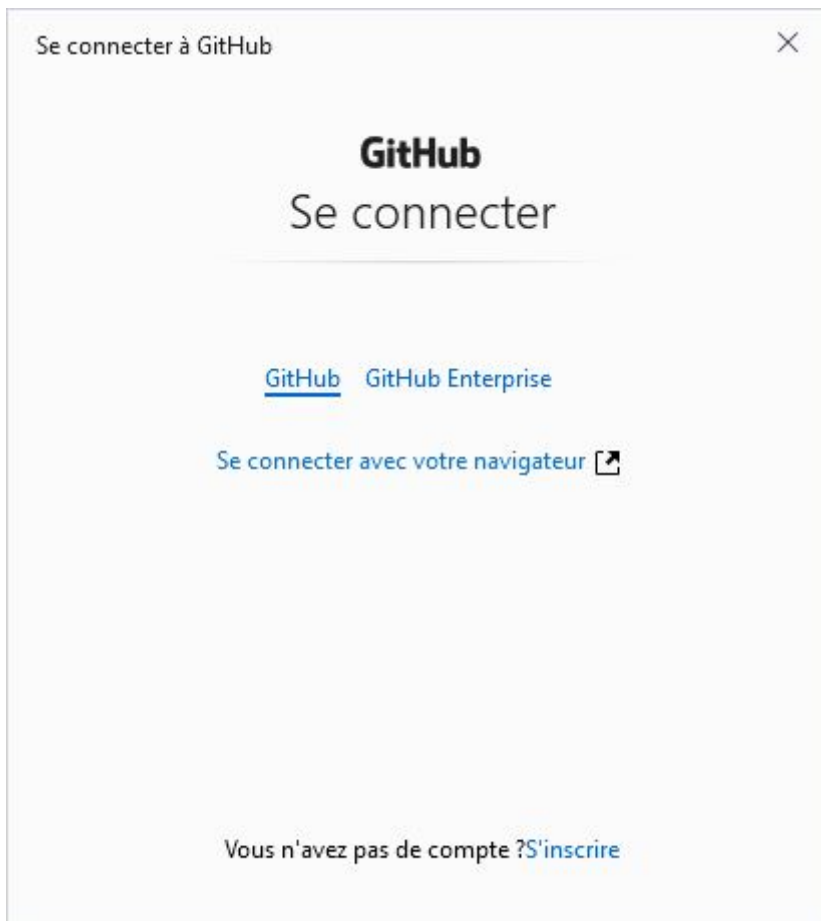 Se connecter à GitHub
GitHub
Se connecter
GitHub GitHub Enterprise
Se connecter avec votre navigateur
Vous n'avez pas de compte ?S'inscrire